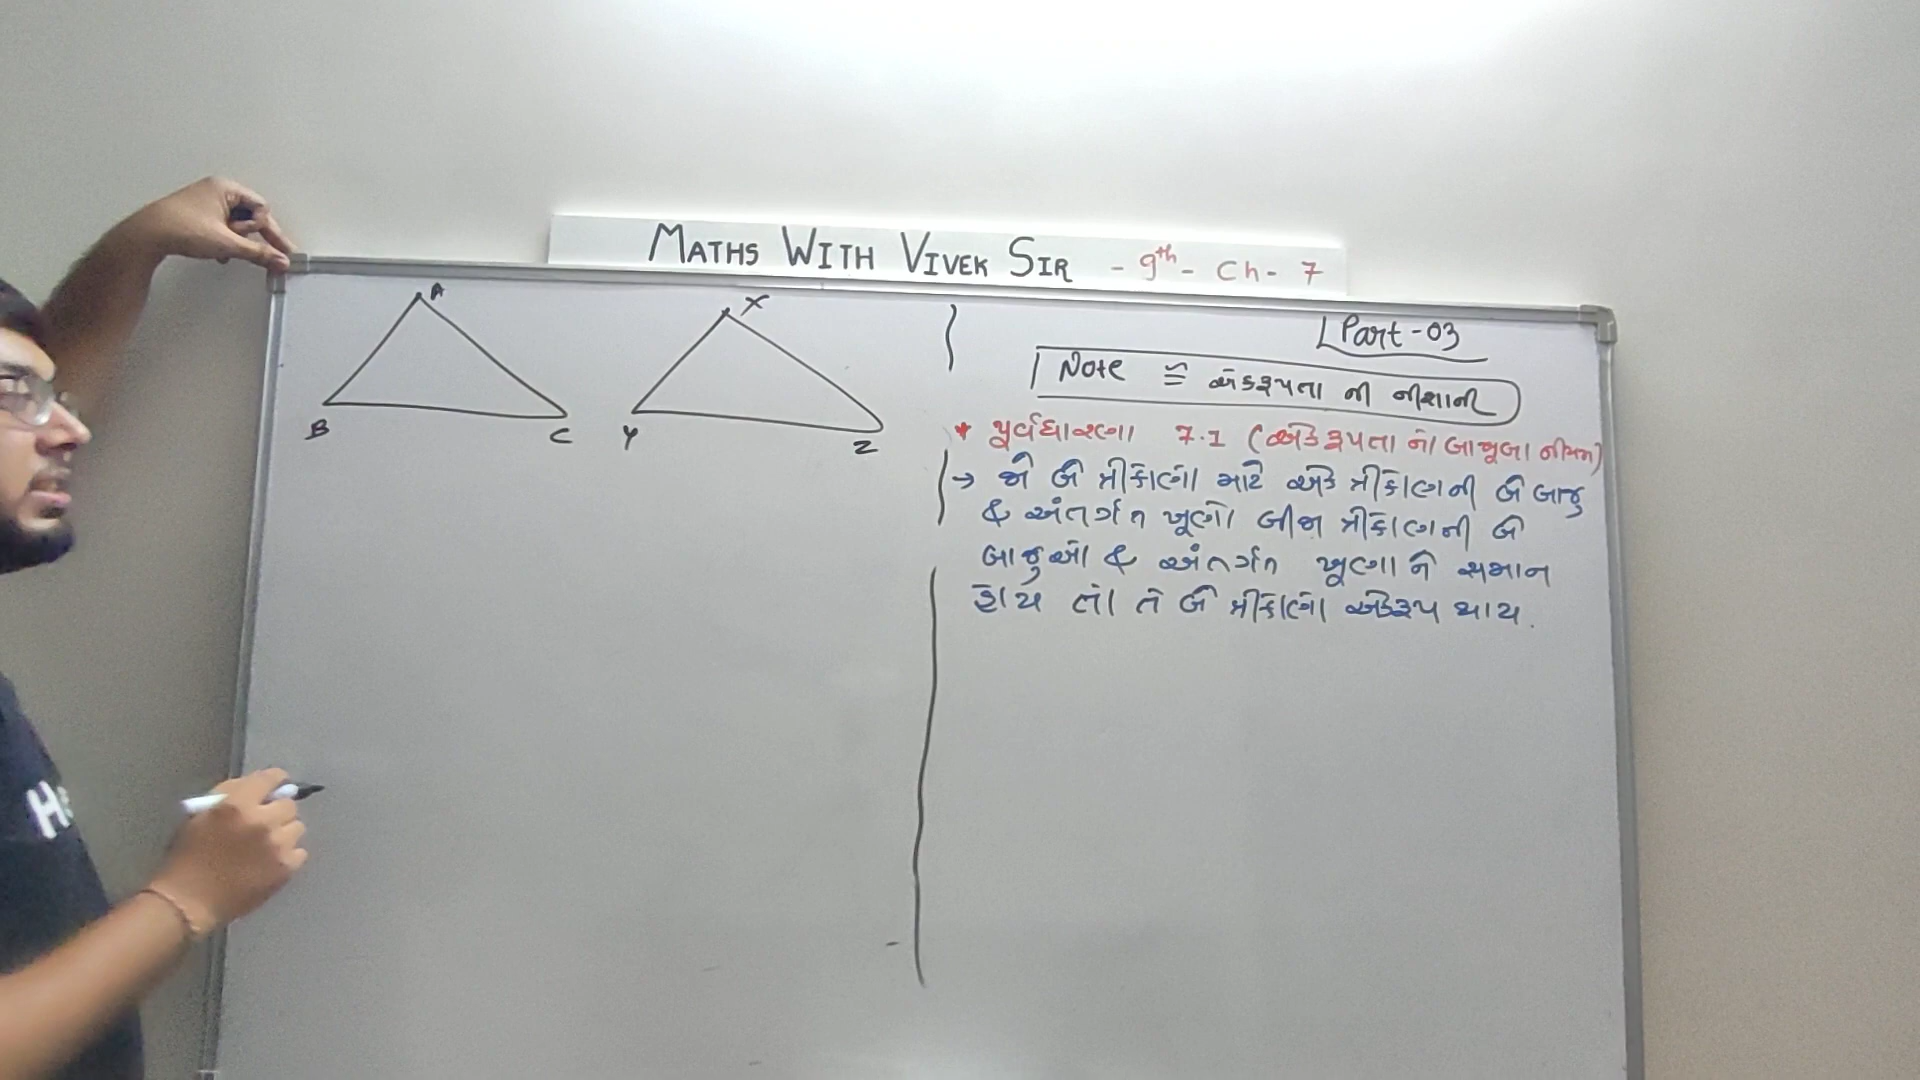 MATHS WITH VIVEK SIR - 9th - Ch - 7
Part - 03
Note ≅ એકરૂપતા ની નીશાની
* પૂર્વધારણા 7.1 (એકરૂપતા નો બાખૂબા નીયમ)
→ જો બે ત્રીકોણો માટે એક ત્રીકોણની બે બાજુ
& અંતર્ગત ખૂણો બીજા ત્રીકોણની બે
બાજુઓ & અંતર્ગત ખૂણા ને સમાન
હોય તો તે બે ત્રીકોણો એકરૂપ થાય.
A
B
C
X
Y
Z